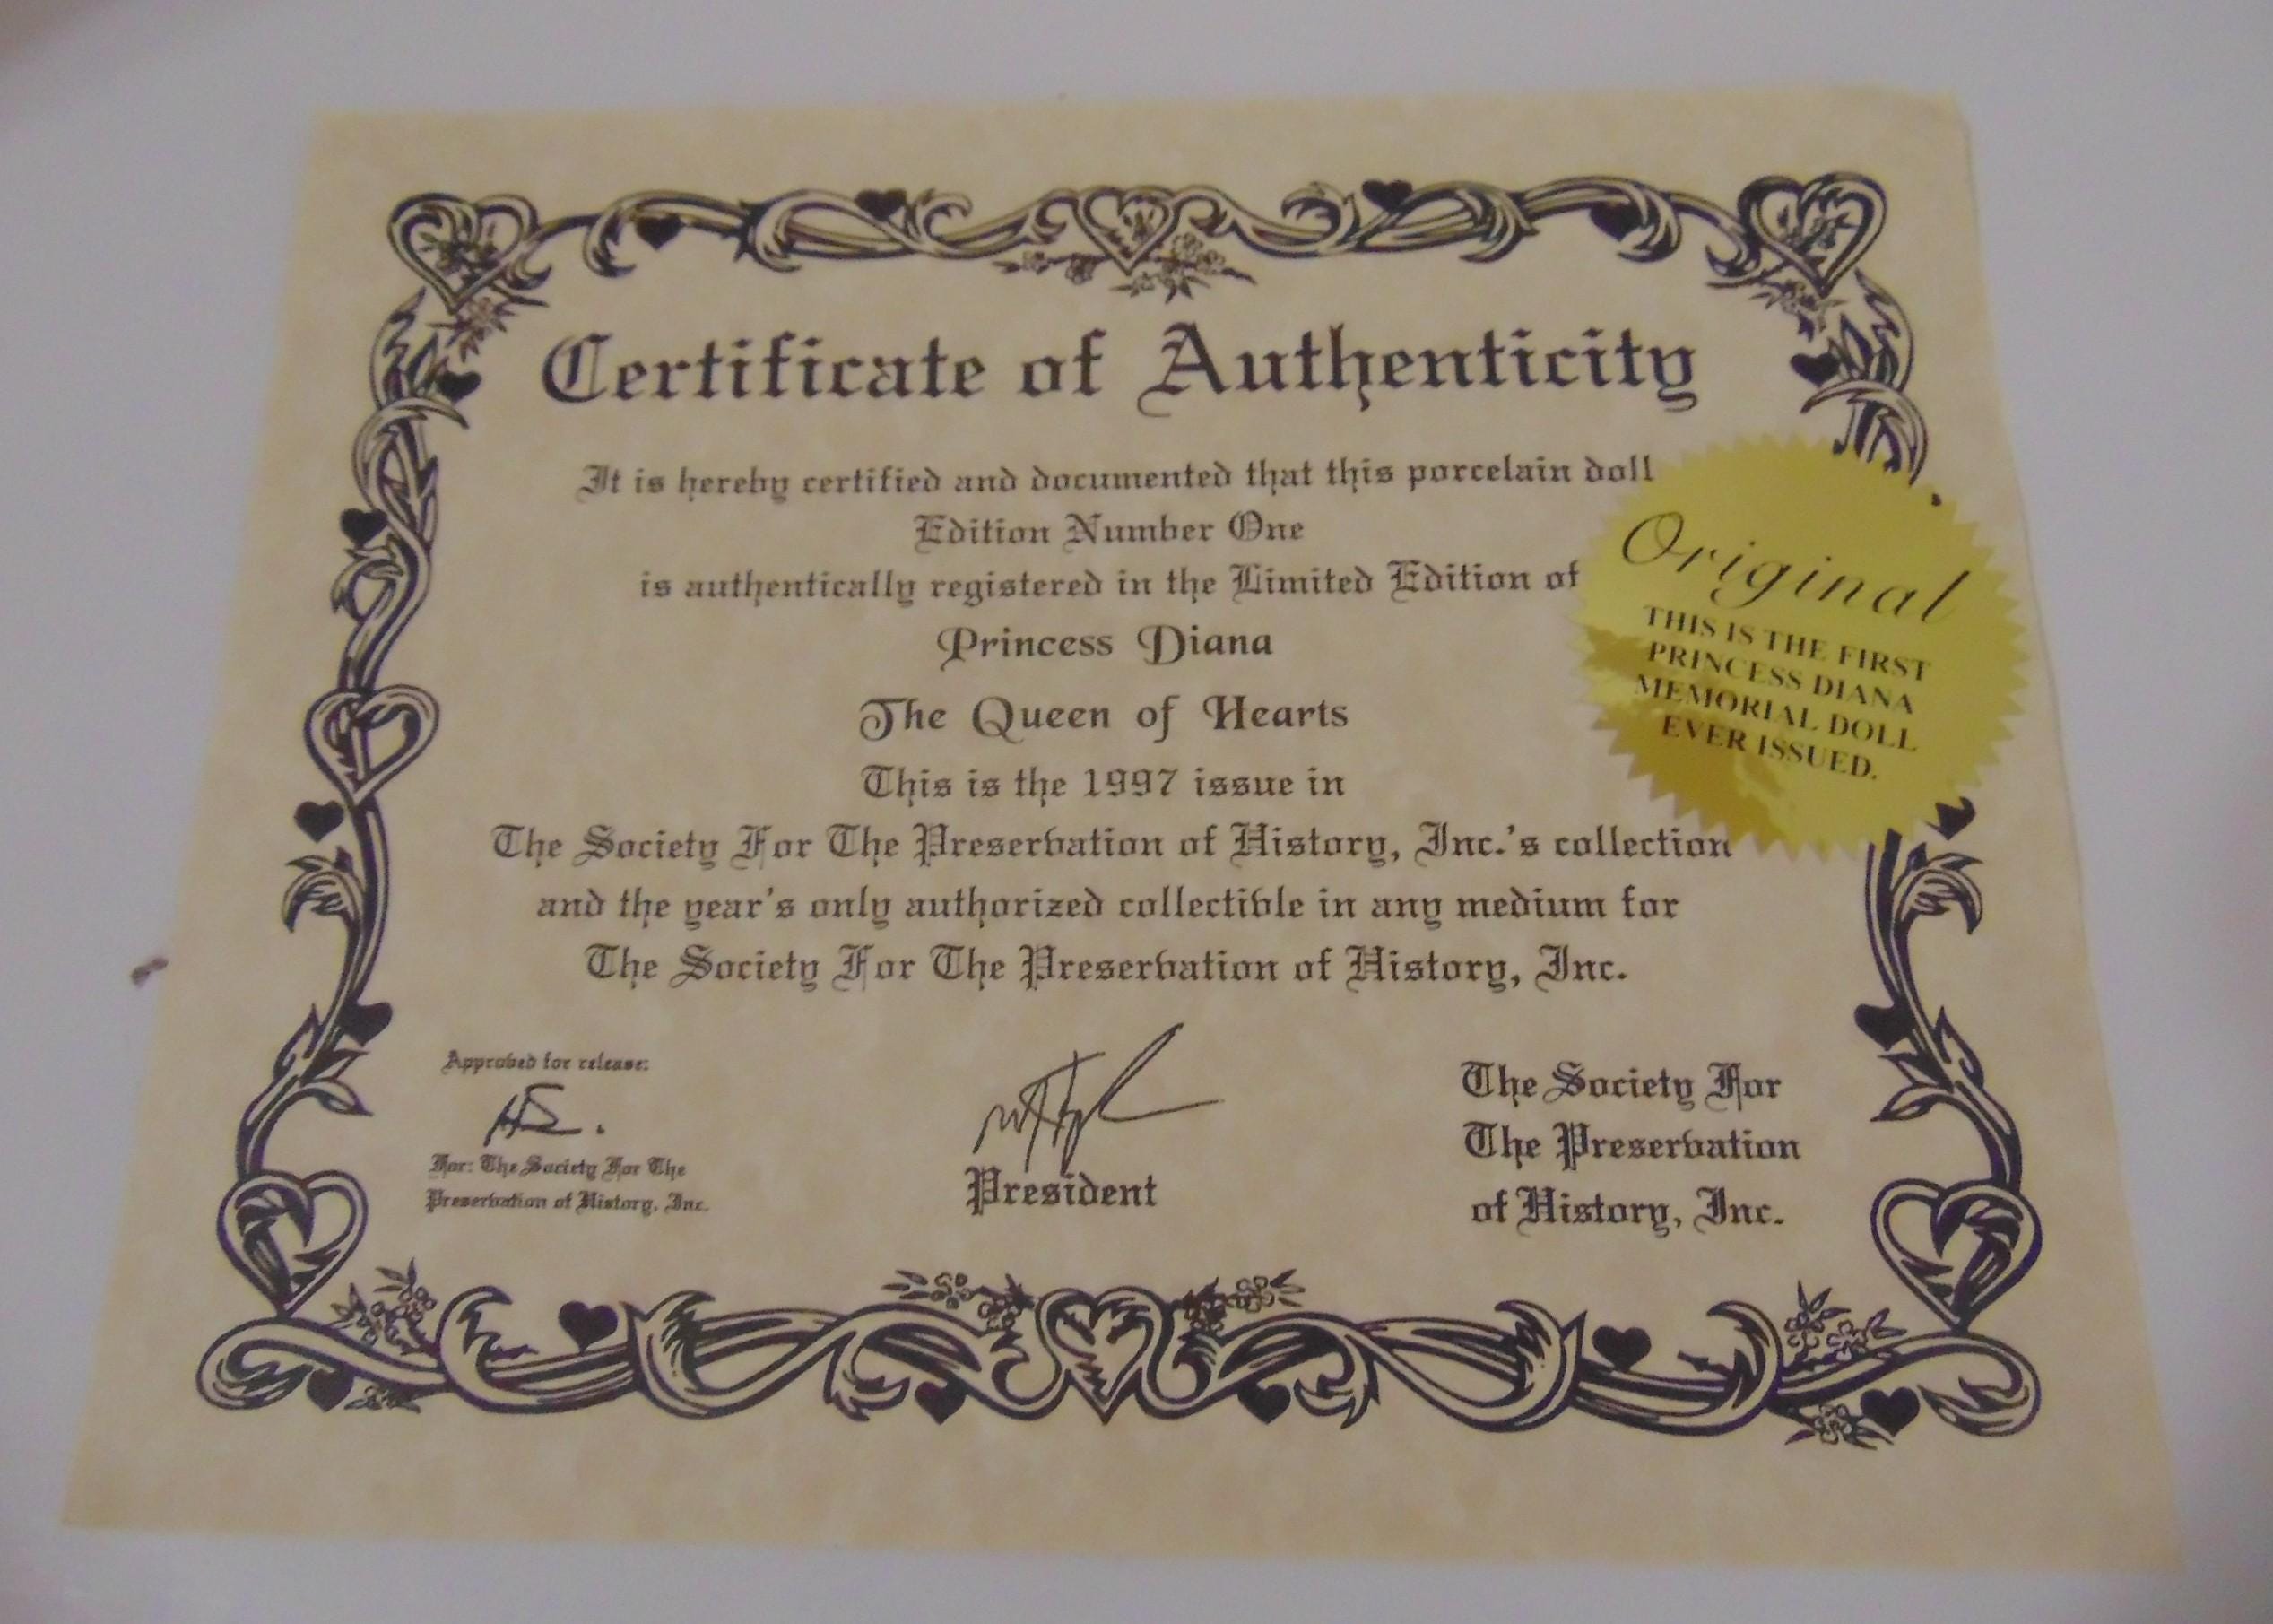 Certificate of Authenticity
It is hereby certified and documented that this porcelain doll
Edition Number One
is authentically registered in the Limited Edition of
Princess Diana
The Queen of Hearts
This is the 1997 issue in
The Society For The Preservation of History, Inc.'s collection
and the year's only authorized collectible in any medium for
The Society For The Preservation of History, Inc.
Original
THIS IS THE FIRST
PRINCESS DIANA
MEMORIAL DOLL
EVER ISSUED.
Approved for release:
For: The Society For The
Preservation of History, Inc.
President
The Society For
The Preservation
of History, Inc.